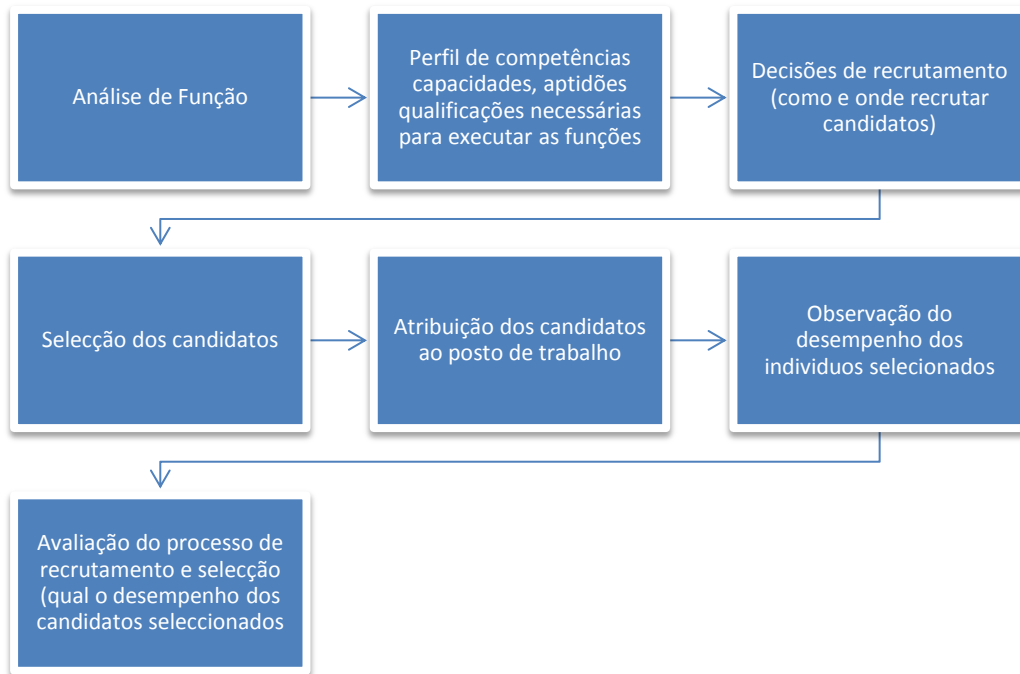 Análise de Função
Perfil de competências
capacidades, aptidões
qualificações necessárias
para executar as funções
Decisões de recrutamento
(como e onde recrutar
candidatos)
Selecção dos candidatos
Atribuição dos candidatos
ao posto de trabalho
Observação do
desempenho dos
individuos selecionados
Avaliação do processo de
recrutamento e selecção
(qual o desempenho dos
candidatos seleccionados